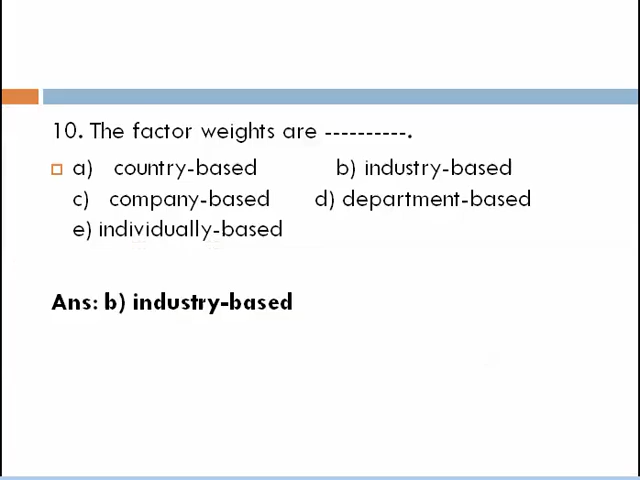 10. The factor weights are ----------.
a) country-based b) industry-based
c) company-based d) department-based
e) individually-based
Ans: b) industry-based